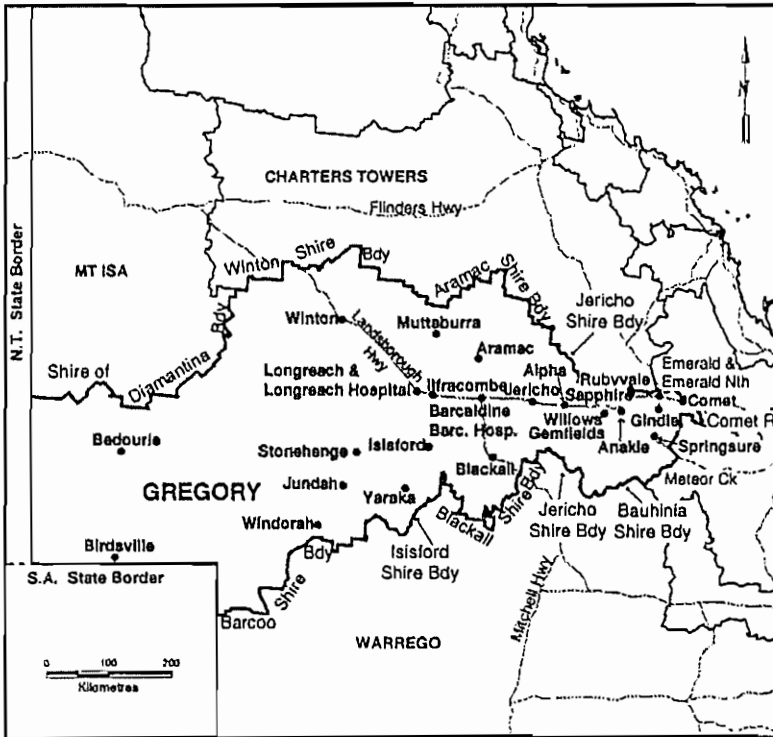 N
CHARTERS TOWERS
Flinders Hwy
MT ISA
N.T. State Border
Winton Shire Bdy
Aramac Shire Bdy
Shire of Diamantina Bdy
Jericho
Shire Bdy
Winton
Landsborough Hwy
Muttaburra
Aramac
Longreach &
Longreach Hospital
Ilfracombe
Barcaldine
Barc. Hosp.
Jericho
Alpha
Sapphire
Rubyvale
Emerald &
Emerald Nth
Comet
Comet R
Willows
Gemfields
Anakie
Gindie
Springsure
Meteor Ck
Bedourie
Stonehenge
Isisford
Blackall
GREGORY
Jundah
Yaraka
Windorah
Blackall Shire Bdy
Jericho
Shire Bdy
Bauhinia
Shire Bdy
Isisford
Shire Bdy
Birdsville
S.A. State Border
Barcoo Shire Bdy
Mitchell Hwy
WARREGO
0 100 200
Kilometres